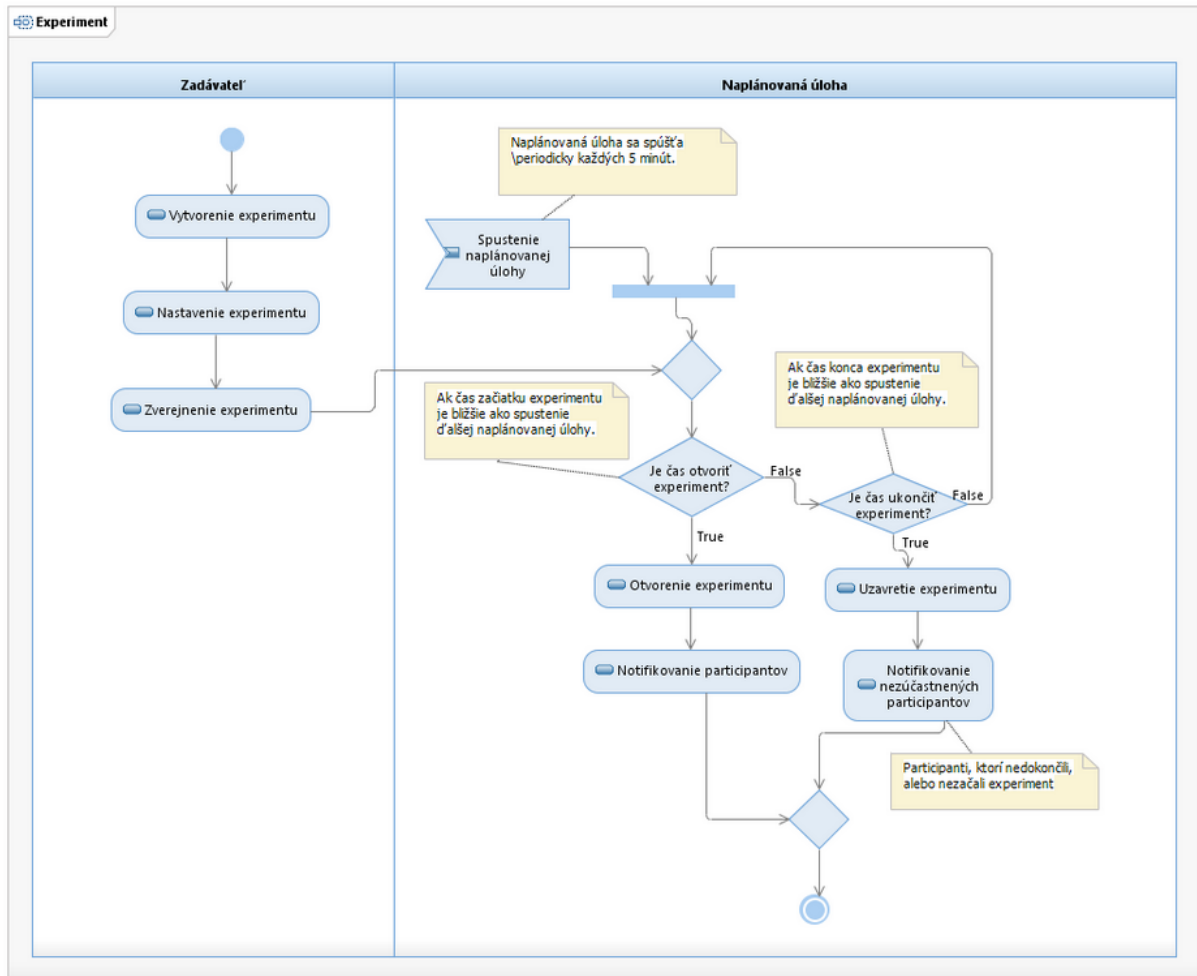 Experiment
Zadávateľ
Naplánovaná úloha
Naplánovaná úloha sa spúšťa
\periodicky každých 5 minút.
Vytvorenie experimentu
Spustenie
naplánovanej
úlohy
Nastavenie experimentu
Zverejnenie experimentu
Ak čas začiatku experimentu
je bližšie ako spustenie
ďalšej naplánovanej úlohy.
Ak čas konca experimentu
je bližšie ako spustenie
ďalšej naplánovanej úlohy.
Je čas otvoriť
experiment?
False
Je čas ukončiť
experiment?
False
True
True
Otvorenie experimentu
Uzavretie experimentu
Notifikovanie participantov
Notifikovanie
nezúčastnených
participantov
Participanti, ktorí nedokončili,
alebo nezačali experiment